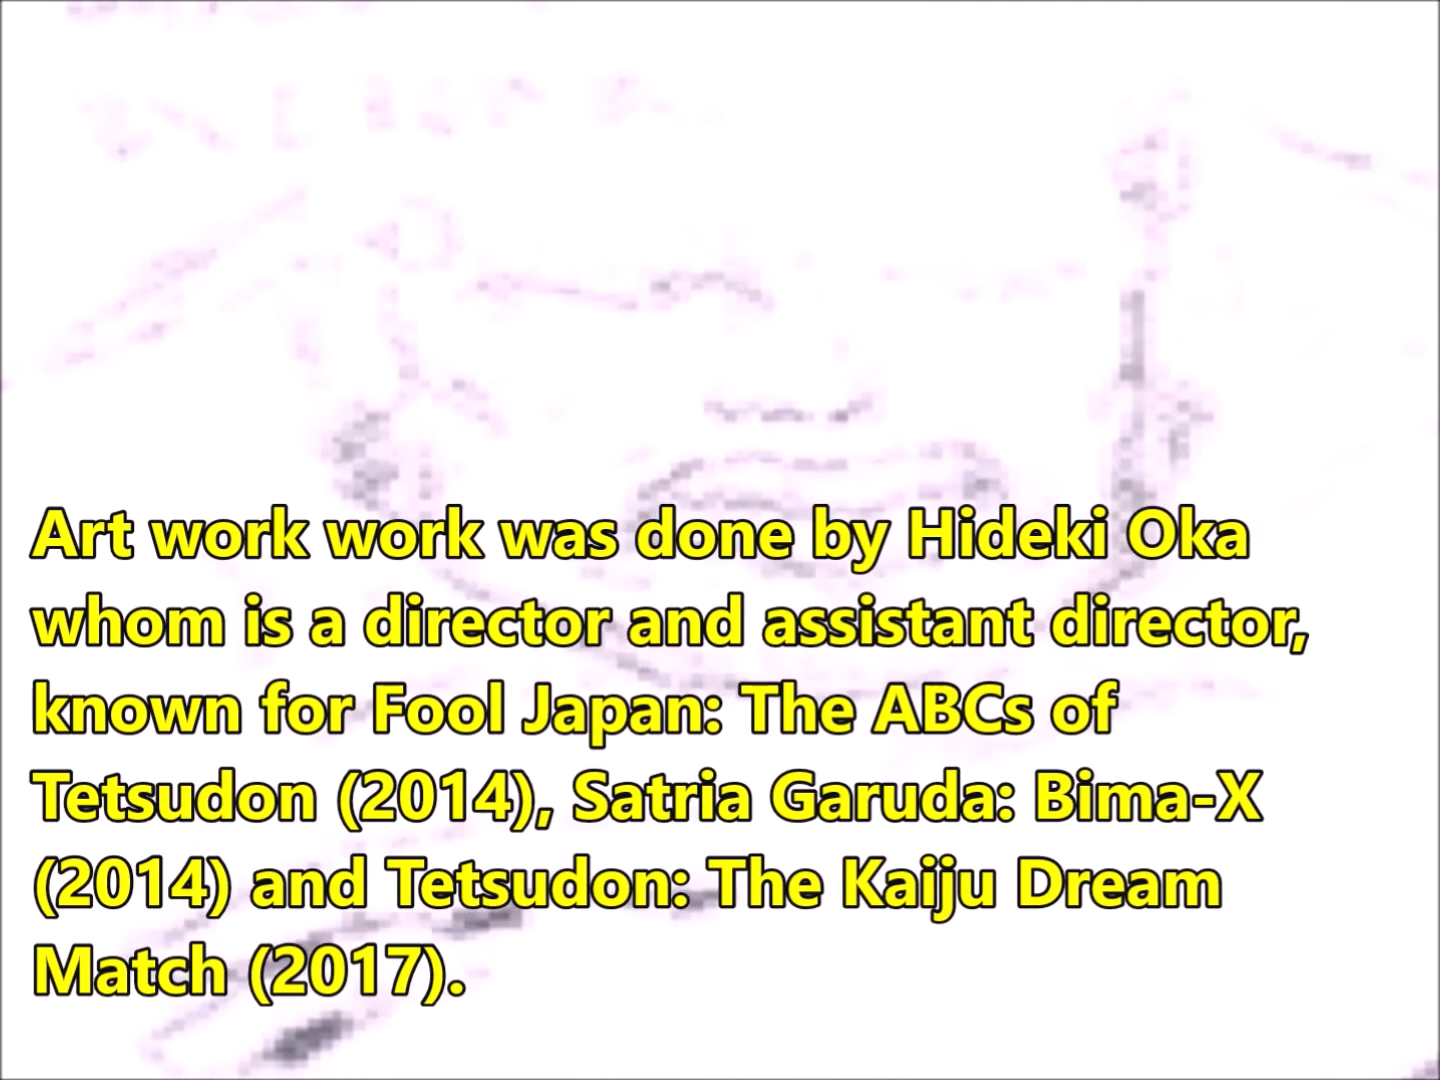 Art work work was done by Hideki Oka
whom is a director and assistant director,
known for Fool Japan: The ABCs of
Tetsudon (2014), Satria Garuda: Bima-X
(2014) and Tetsudon: The Kaiju Dream
Match (2017).